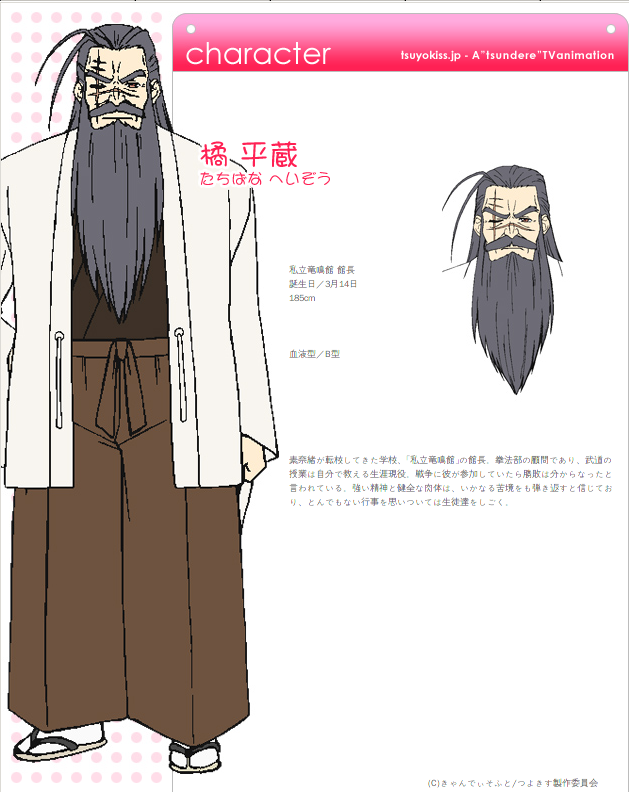 character
tsuyokiss.jp - A"tsundere"TVanimation
橘 平蔵
たちばな へいぞう
私立竜鳴館 館長
誕生日／3月14日
185cm
血液型／B型
素奈緒が転校してきた学校、「私立竜鳴館」の館長。拳法部の顧問であり、武道の
授業は自分で教える生涯現役。戦争に彼が参加していたら勝敗は分からなったと
言われている。強い精神と健全な肉体は、いかなる苦境をも弾き返すと信じてお
り、とんでもない行事を思いついては生徒達をしごく。
(C)きゃんでぃそふと/つよきす製作委員会